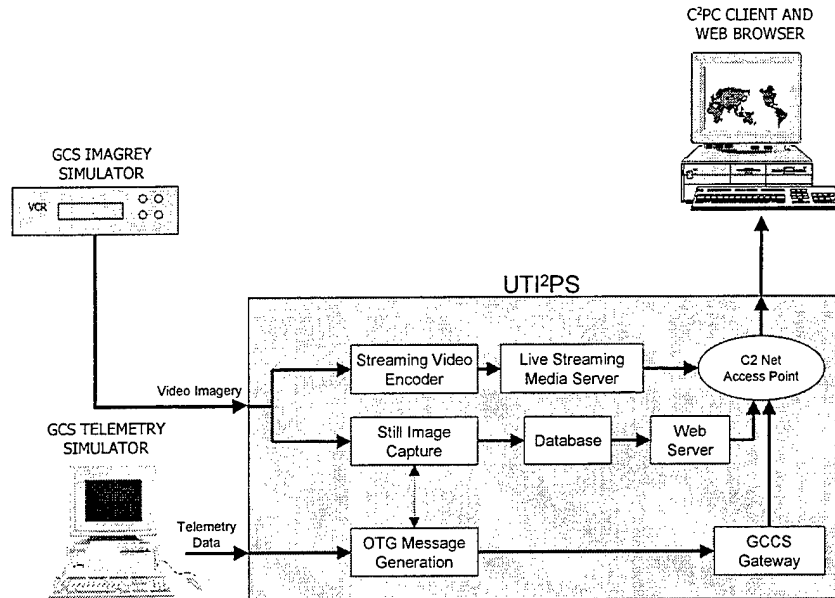 C²PC CLIENT AND
WEB BROWSER
GCS IMAGREY
SIMULATOR
VCR
UTI²PS
Streaming Video
Encoder
Live Streaming
Media Server
C2 Net
Access Point
Video Imagery
GCS TELEMETRY
SIMULATOR
Still Image
Capture
Database
Web
Server
Telemetry
Data
OTG Message
Generation
GCCS
Gateway